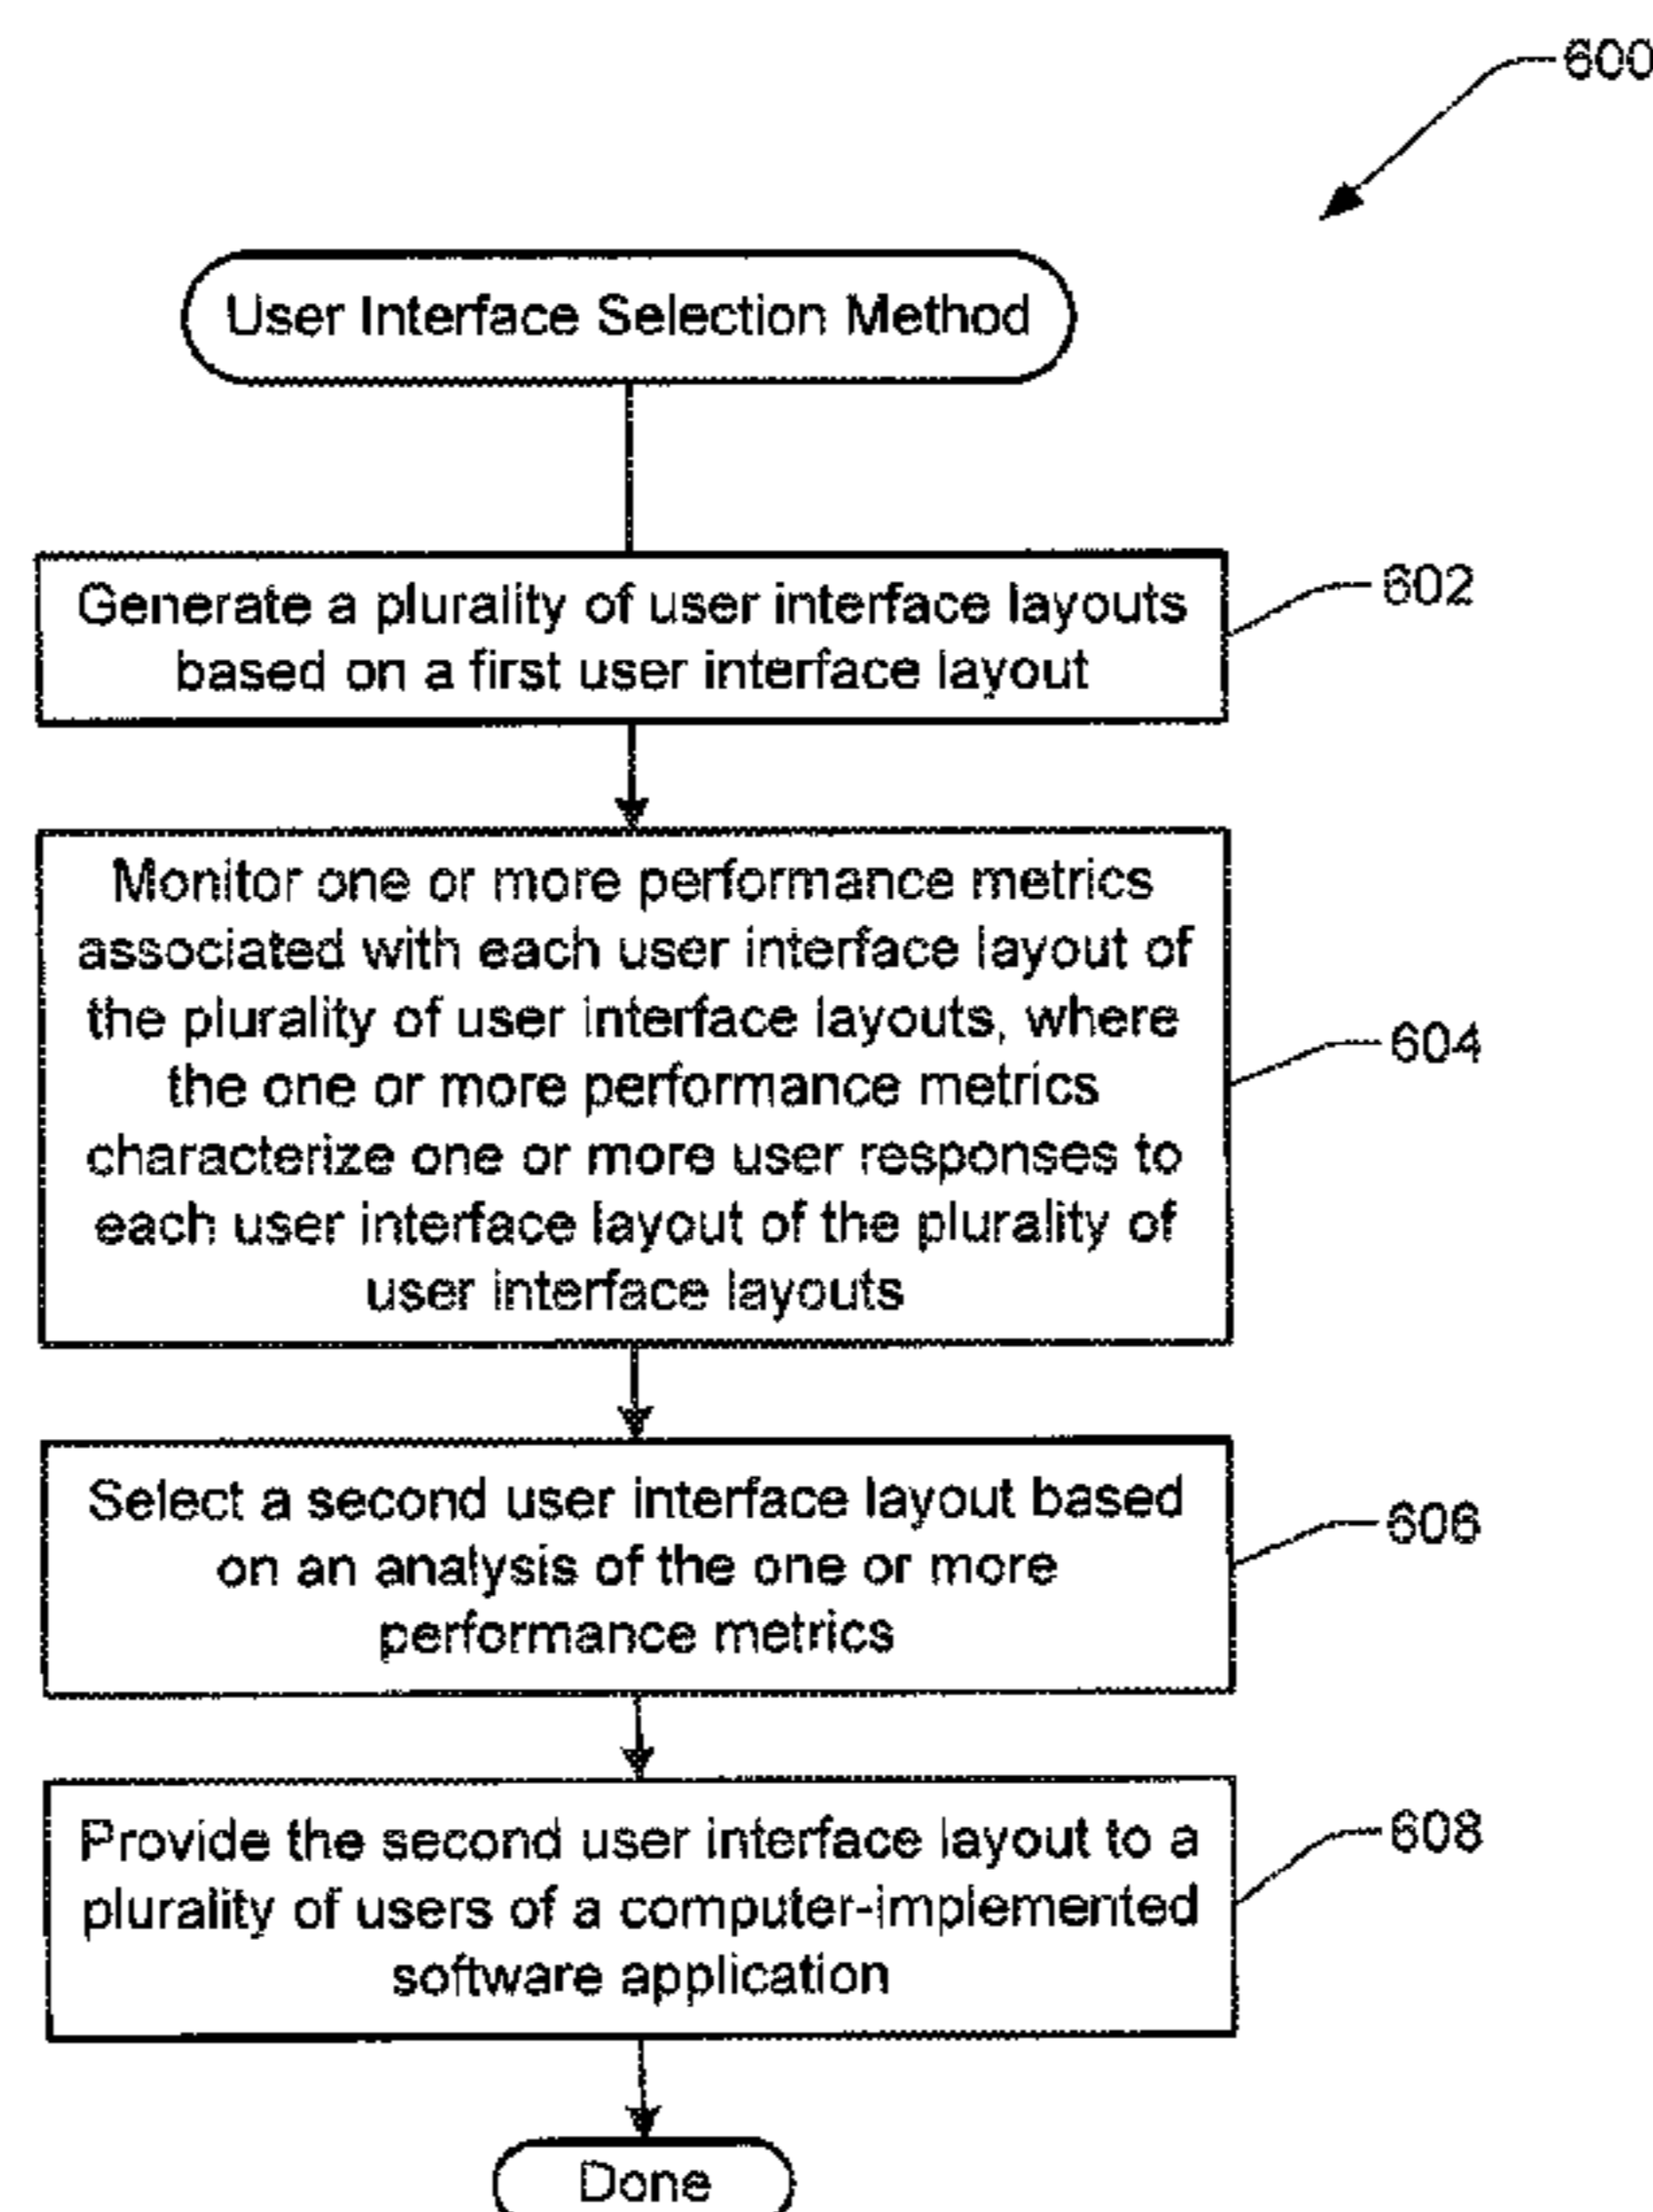 600
User Interface Selection Method
Generate a plurality of user interface layouts
based on a first user interface layout
602
Monitor one or more performance metrics
associated with each user interface layout of
the plurality of user interface layouts, where
the one or more performance metrics
characterize one or more user responses to
each user interface layout of the plurality of
user interface layouts
604
Select a second user interface layout based
on an analysis of the one or more
performance metrics
606
Provide the second user interface layout to a
plurality of users of a computer-implemented
software application
608
Done